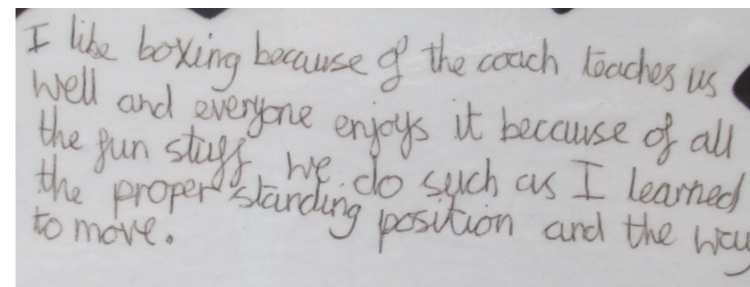 I like boxing because of the coach teaches us
well and everyone enjoys it because of all
the fun stuff we do such as I learned
the proper standing position and the way
to move.